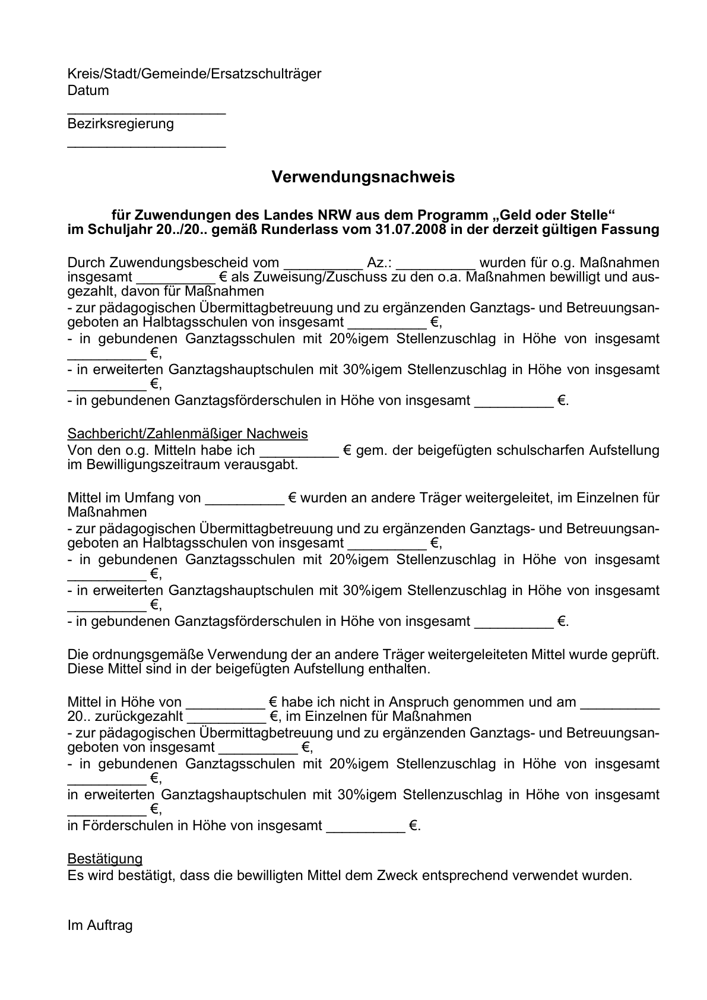 Kreis/Stadt/Gemeinde/Ersatzschulträger
Datum
____________________
Bezirksregierung
____________________
Verwendungsnachweis
für Zuwendungen des Landes NRW aus dem Programm „Geld oder Stelle“
im Schuljahr 20../20.. gemäß Runderlass vom 31.07.2008 in der derzeit gültigen Fassung
Durch Zuwendungsbescheid vom __________ Az.: __________ wurden für o.g. Maßnahmen
insgesamt __________ € als Zuweisung/Zuschuss zu den o.a. Maßnahmen bewilligt und aus-
gezahlt, davon für Maßnahmen
- zur pädagogischen Übermittagbetreuung und zu ergänzenden Ganztags- und Betreuungsan-
geboten an Halbtagsschulen von insgesamt __________ €,
- in gebundenen Ganztagsschulen mit 20%igem Stellenzuschlag in Höhe von insgesamt
__________ €,
- in erweiterten Ganztagshauptschulen mit 30%igem Stellenzuschlag in Höhe von insgesamt
__________ €,
- in gebundenen Ganztagsförderschulen in Höhe von insgesamt __________ €.
Sachbericht/Zahlenmäßiger Nachweis
Von den o.g. Mitteln habe ich __________ € gem. der beigefügten schulscharfen Aufstellung
im Bewilligungszeitraum verausgabt.
Mittel im Umfang von __________ € wurden an andere Träger weitergeleitet, im Einzelnen für
Maßnahmen
- zur pädagogischen Übermittagbetreuung und zu ergänzenden Ganztags- und Betreuungsan-
geboten an Halbtagsschulen von insgesamt __________ €,
- in gebundenen Ganztagsschulen mit 20%igem Stellenzuschlag in Höhe von insgesamt
__________ €,
- in erweiterten Ganztagshauptschulen mit 30%igem Stellenzuschlag in Höhe von insgesamt
__________ €,
- in gebundenen Ganztagsförderschulen in Höhe von insgesamt __________ €.
Die ordnungsgemäße Verwendung der an andere Träger weitergeleiteten Mittel wurde geprüft.
Diese Mittel sind in der beigefügten Aufstellung enthalten.
Mittel in Höhe von __________ € habe ich nicht in Anspruch genommen und am __________
20.. zurückgezahlt __________ €, im Einzelnen für Maßnahmen
- zur pädagogischen Übermittagbetreuung und zu ergänzenden Ganztags- und Betreuungsan-
geboten von insgesamt __________ €,
- in gebundenen Ganztagsschulen mit 20%igem Stellenzuschlag in Höhe von insgesamt
__________ €,
in erweiterten Ganztagshauptschulen mit 30%igem Stellenzuschlag in Höhe von insgesamt
__________ €,
in Förderschulen in Höhe von insgesamt __________ €.
Bestätigung
Es wird bestätigt, dass die bewilligten Mittel dem Zweck entsprechend verwendet wurden.
Im Auftrag